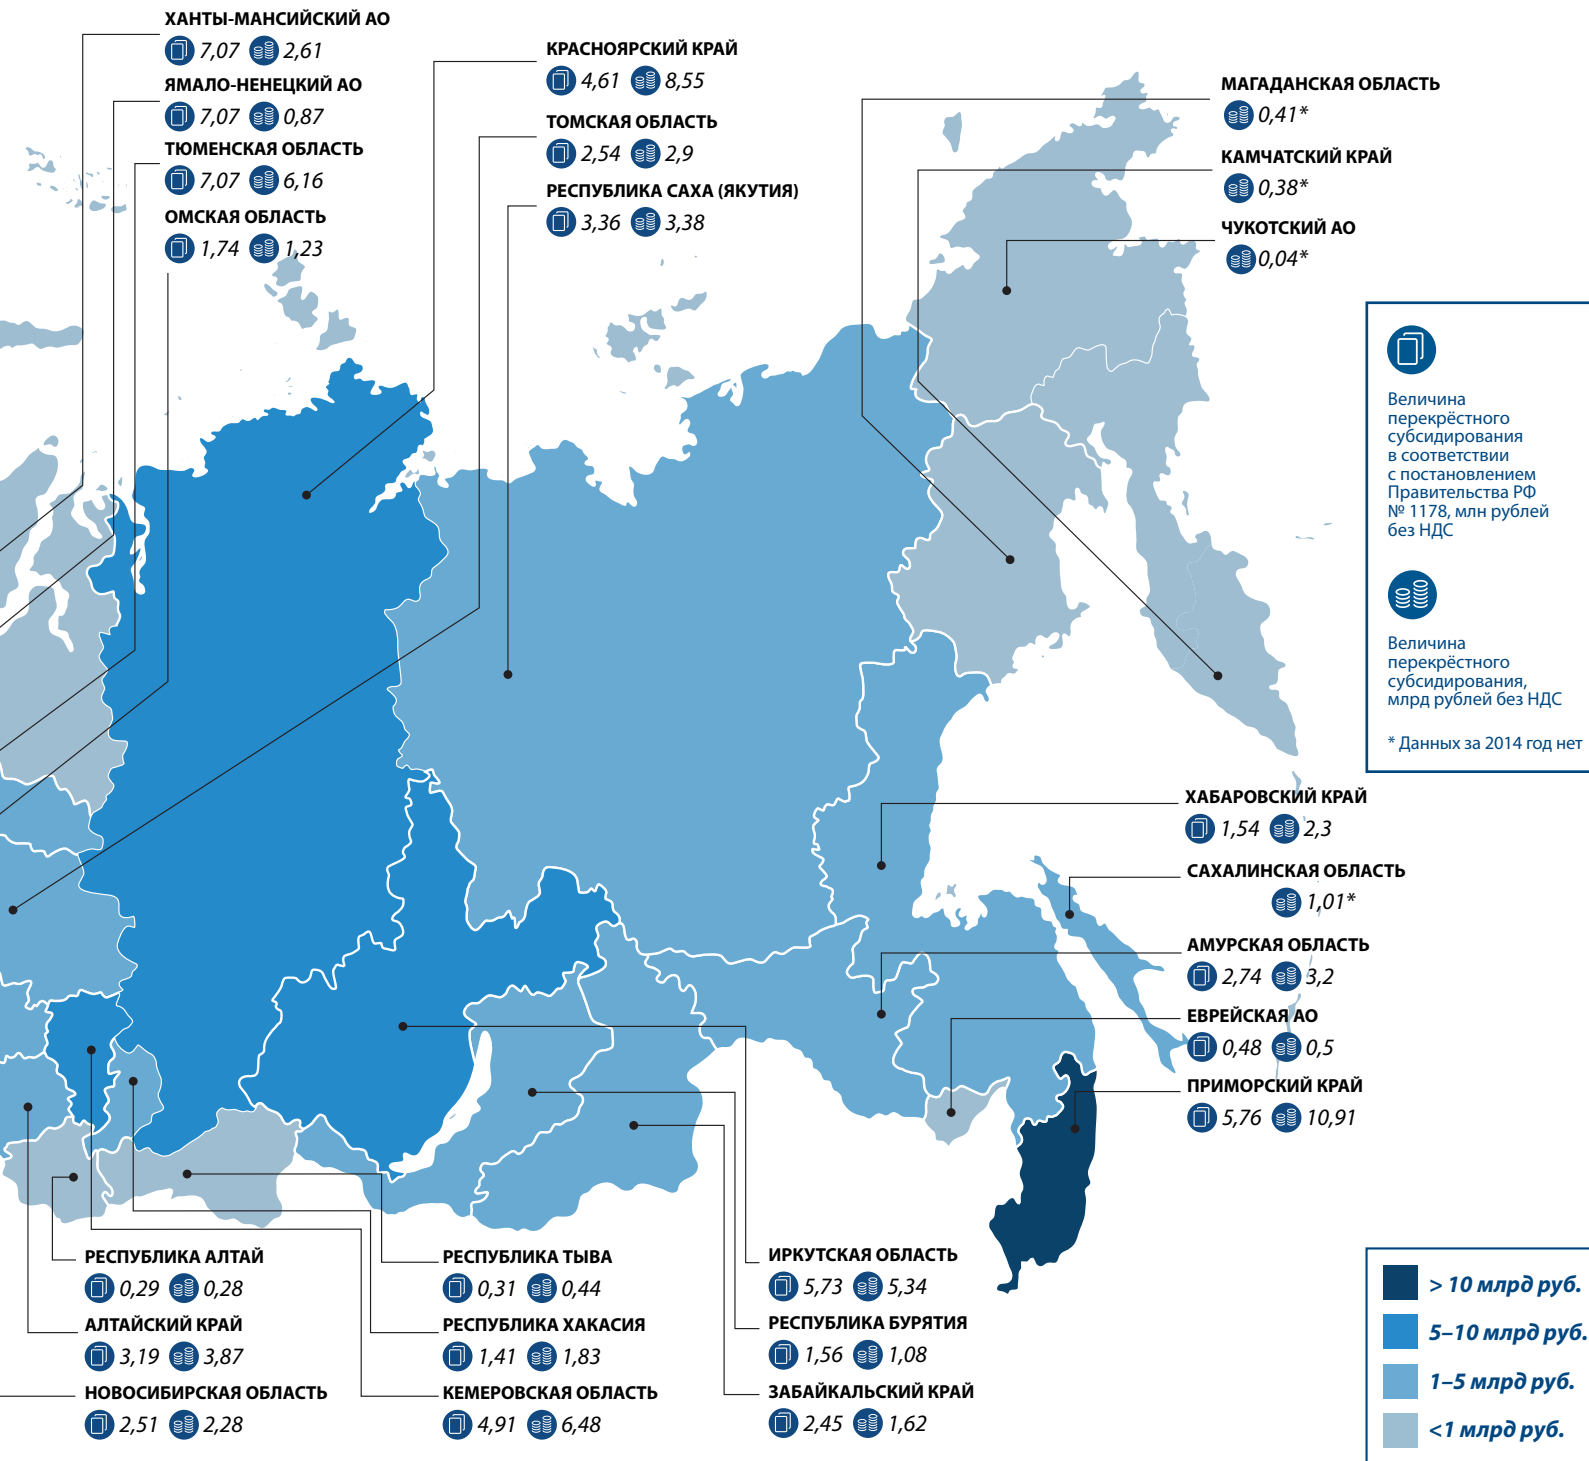 ХАНТЫ-МАНСИЙСКИЙ АО
7,07 2,61
ЯМАЛО-НЕНЕЦКИЙ АО
7,07 0,87
ТЮМЕНСКАЯ ОБЛАСТЬ
7,07 6,16
ОМСКАЯ ОБЛАСТЬ
1,74 1,23
КРАСНОЯРСКИЙ КРАЙ
4,61 8,55
ТОМСКАЯ ОБЛАСТЬ
2,54 2,9
РЕСПУБЛИКА САХА (ЯКУТИЯ)
3,36 3,38
МАГАДАНСКАЯ ОБЛАСТЬ
0,41*
КАМЧАТСКИЙ КРАЙ
0,38*
ЧУКОТСКИЙ АО
0,04*
Величина
перекрёстного
субсидирования
в соответствии
с постановлением
Правительства РФ
№ 1178, млн рублей
без НДС
Величина
перекрёстного
субсидирования,
млрд рублей без НДС
* Данных за 2014 год нет
ХАБАРОВСКИЙ КРАЙ
1,54 2,3
САХАЛИНСКАЯ ОБЛАСТЬ
1,01*
АМУРСКАЯ ОБЛАСТЬ
2,74 3,2
ЕВРЕЙСКАЯ АО
0,48 0,5
ПРИМОРСКИЙ КРАЙ
5,76 10,91
РЕСПУБЛИКА АЛТАЙ
0,29 0,28
АЛТАЙСКИЙ КРАЙ
3,19 3,87
НОВОСИБИРСКАЯ ОБЛАСТЬ
2,51 2,28
РЕСПУБЛИКА ТЫВА
0,31 0,44
РЕСПУБЛИКА ХАКАСИЯ
1,41 1,83
КЕМЕРОВСКАЯ ОБЛАСТЬ
4,91 6,48
ИРКУТСКАЯ ОБЛАСТЬ
5,73 5,34
РЕСПУБЛИКА БУРЯТИЯ
1,56 1,08
ЗАБАЙКАЛЬСКИЙ КРАЙ
2,45 1,62
> 10 млрд руб.
5–10 млрд руб.
1–5 млрд руб.
<1 млрд руб.